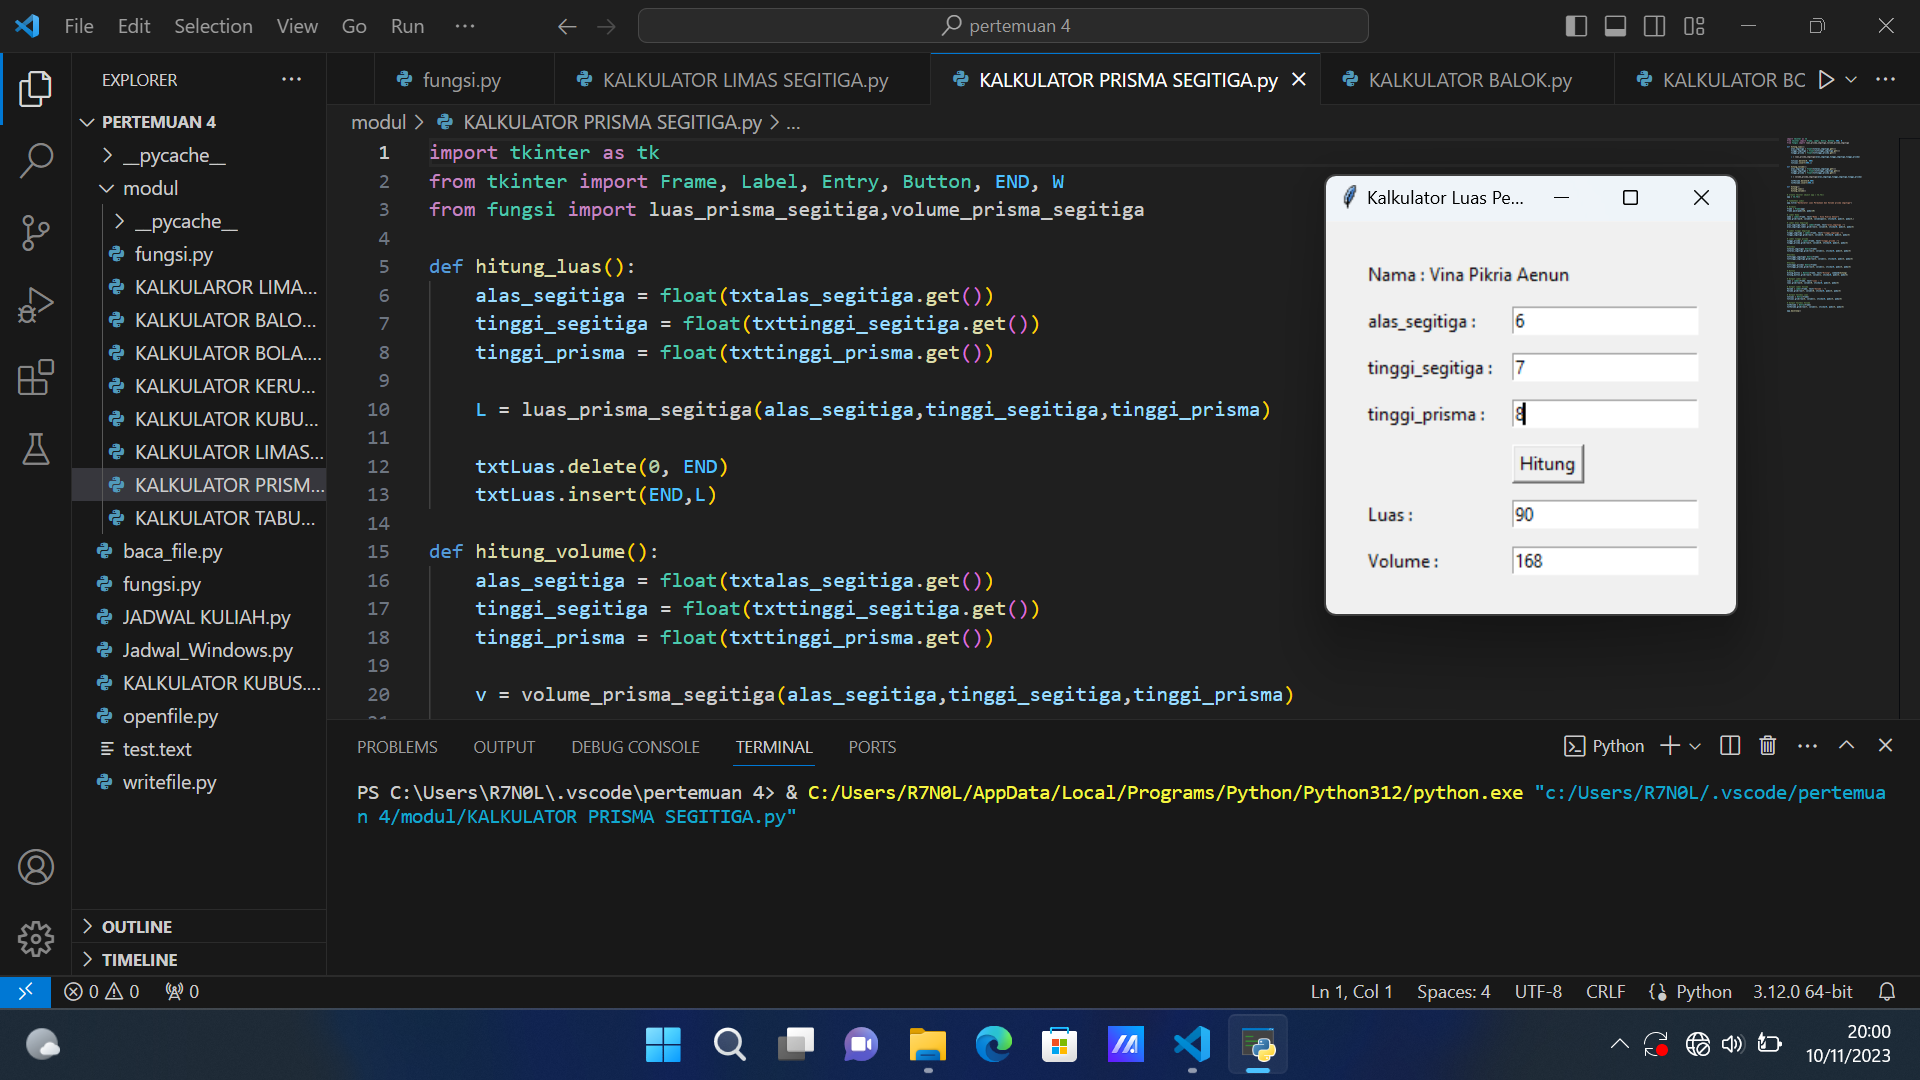 File Edit Selection View Go Run ···
pertemuan 4
EXPLORER ···
PERTEMUAN 4
__pycache__
modul
__pycache__
fungsi.py
KALKULAROR LIMA...
KALKULATOR BALO...
KALKULATOR BOLA....
KALKULATOR KERU...
KALKULATOR KUBU...
KALKULATOR LIMAS...
KALKULATOR PRISM...
KALKULATOR TABU...
baca_file.py
fungsi.py
JADWAL KULIAH.py
Jadwal_Windows.py
KALKULATOR KUBUS....
openfile.py
test.text
writefile.py
OUTLINE
TIMELINE
fungsi.py KALKULATOR LIMAS SEGITIGA.py KALKULATOR PRISMA SEGITIGA.py KALKULATOR BALOK.py KALKULATOR BC ···
modul > KALKULATOR PRISMA SEGITIGA.py > ...
1 import tkinter as tk
2 from tkinter import Frame, Label, Entry, Button, END, W
3 from fungsi import luas_prisma_segitiga,volume_prisma_segitiga
4
5 def hitung_luas():
6 alas_segitiga = float(txtalas_segitiga.get())
7 tinggi_segitiga = float(txttinggi_segitiga.get())
8 tinggi_prisma = float(txttinggi_prisma.get())
9
10 L = luas_prisma_segitiga(alas_segitiga,tinggi_segitiga,tinggi_prisma)
11
12 txtLuas.delete(0, END)
13 txtLuas.insert(END,L)
14
15 def hitung_volume():
16 alas_segitiga = float(txtalas_segitiga.get())
17 tinggi_segitiga = float(txttinggi_segitiga.get())
18 tinggi_prisma = float(txttinggi_prisma.get())
19
20 v = volume_prisma_segitiga(alas_segitiga,tinggi_segitiga,tinggi_prisma)
Kalkulator Luas Pe...
Nama : Vina Pikria Aenun
alas_segitiga : 6
tinggi_segitiga : 7
tinggi_prisma : 8
Hitung
Luas : 90
Volume : 168
PROBLEMS OUTPUT DEBUG CONSOLE TERMINAL PORTS Python ···
PS C:\Users\R7N0L\.vscode\pertemuan 4> & C:/Users/R7N0L/AppData/Local/Programs/Python/Python312/python.exe "c:/Users/R7N0L/.vscode/pertemua
n 4/modul/KALKULATOR PRISMA SEGITIGA.py"
0 0 0 Ln 1, Col 1 Spaces: 4 UTF-8 CRLF {} Python 3.12.0 64-bit
20:00
10/11/2023